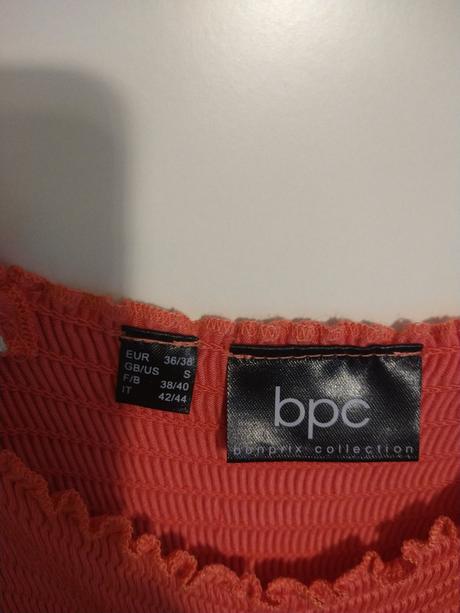 EUR 36/38
GB/US S
F/B 38/40
IT 42/44
bpc
bonprix collection